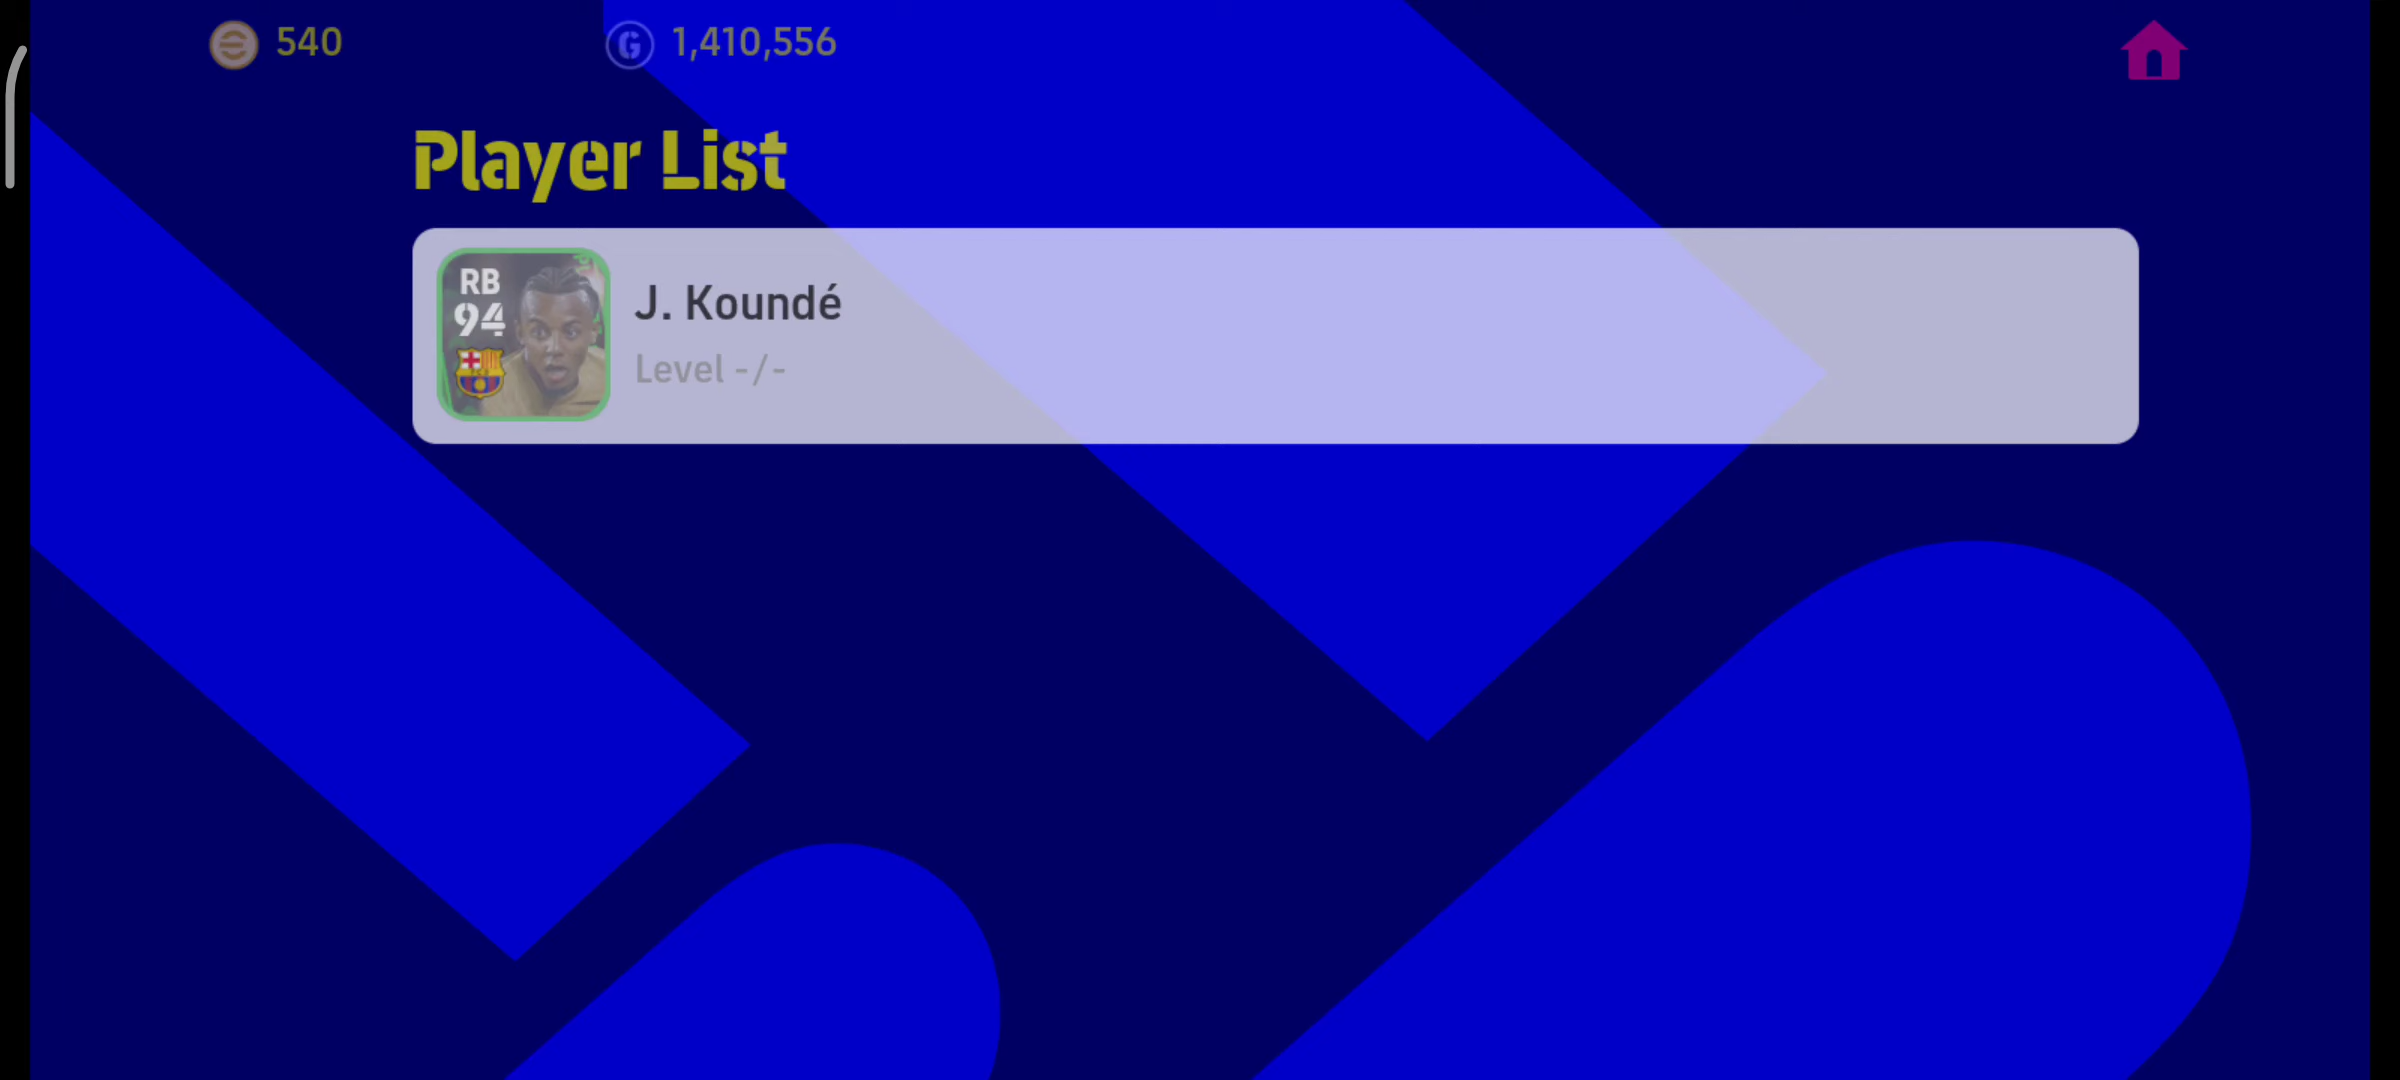 540
1,410,556
Player List
RB
94
J. Koundé
Level -/-